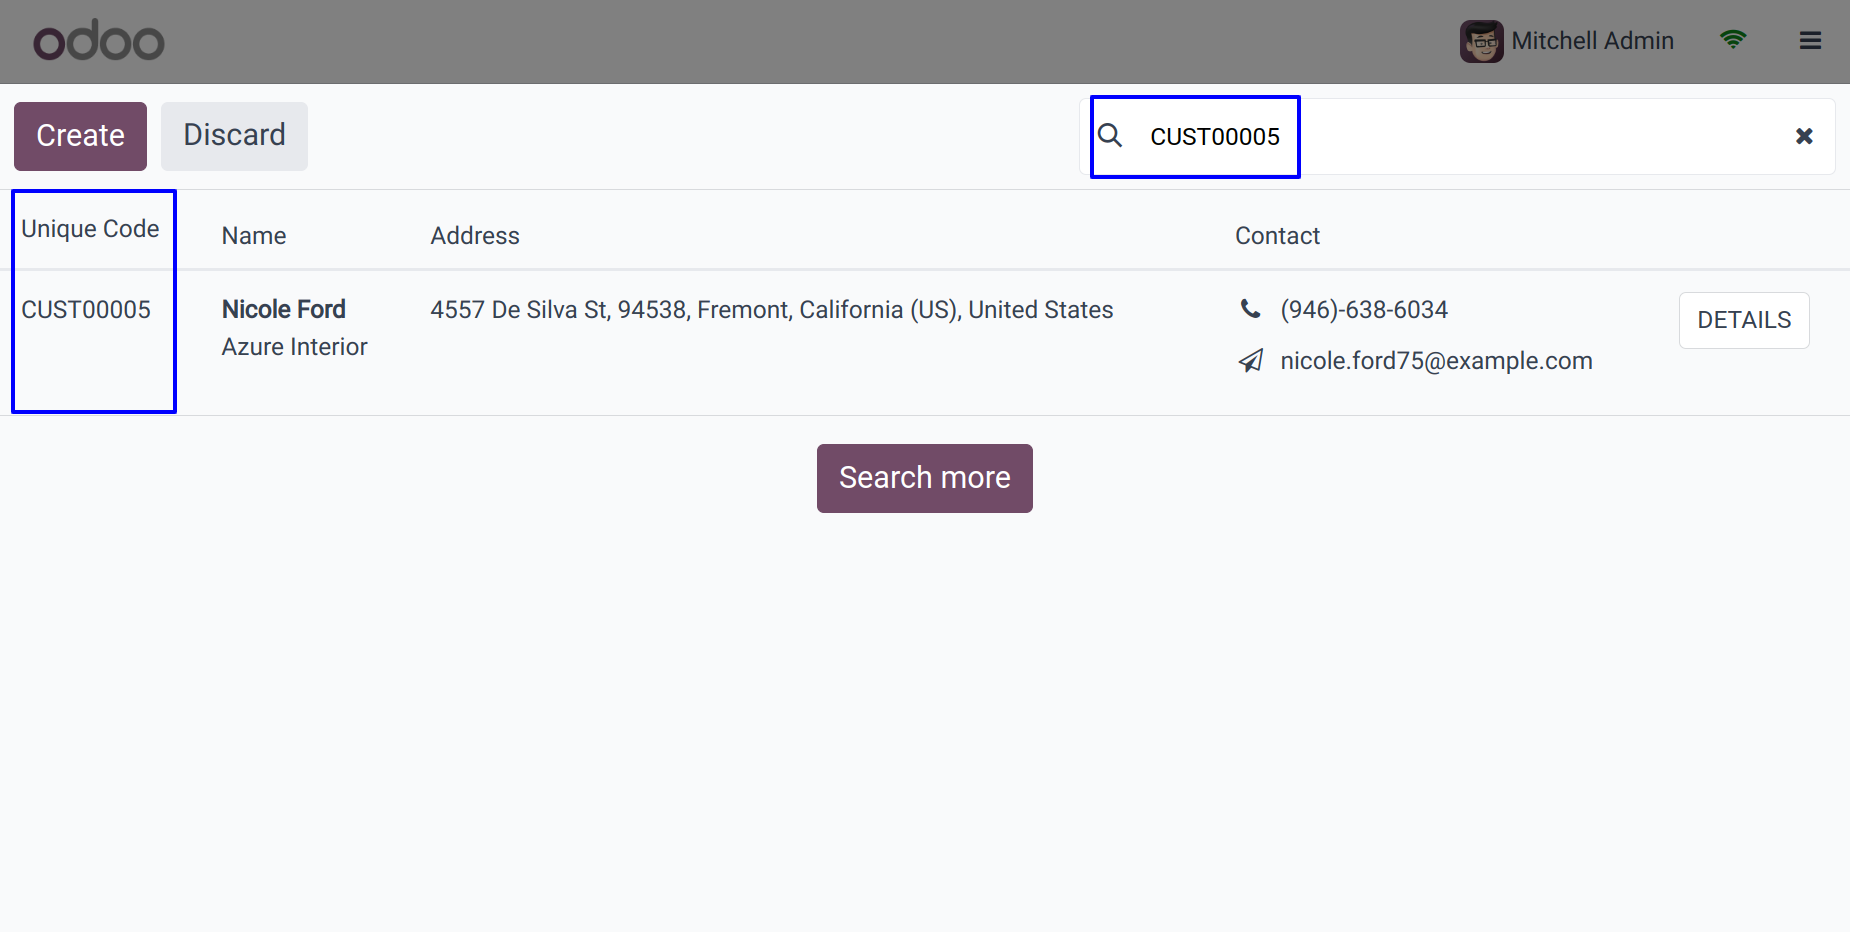 odoo
Mitchell Admin
Create
Discard
CUST00005
Unique Code
Name
Address
Contact
CUST00005
Nicole Ford
Azure Interior
4557 De Silva St, 94538, Fremont, California (US), United States
(946)-638-6034
nicole.ford75@example.com
DETAILS
Search more